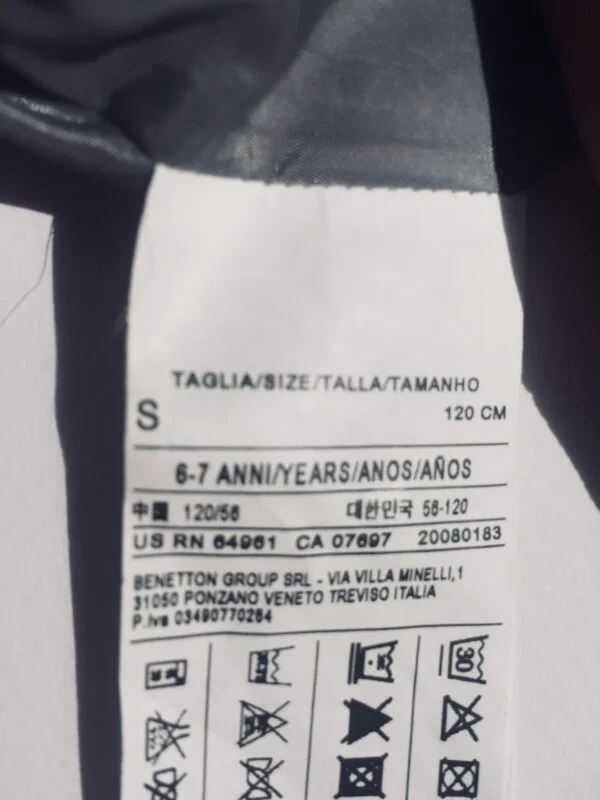 TAGLIA/SIZE/TALLA/TAMANHO
S 120 CM
6-7 ANNI/YEARS/ANOS/AÑOS
中國 120/56 대한민국 56-120
US RN 64961 CA 07697 20080183
BENETTON GROUP SRL - VIA VILLA MINELLI,1
31050 PONZANO VENETO TREVISO ITALIA
P.Iva 03490770264
30